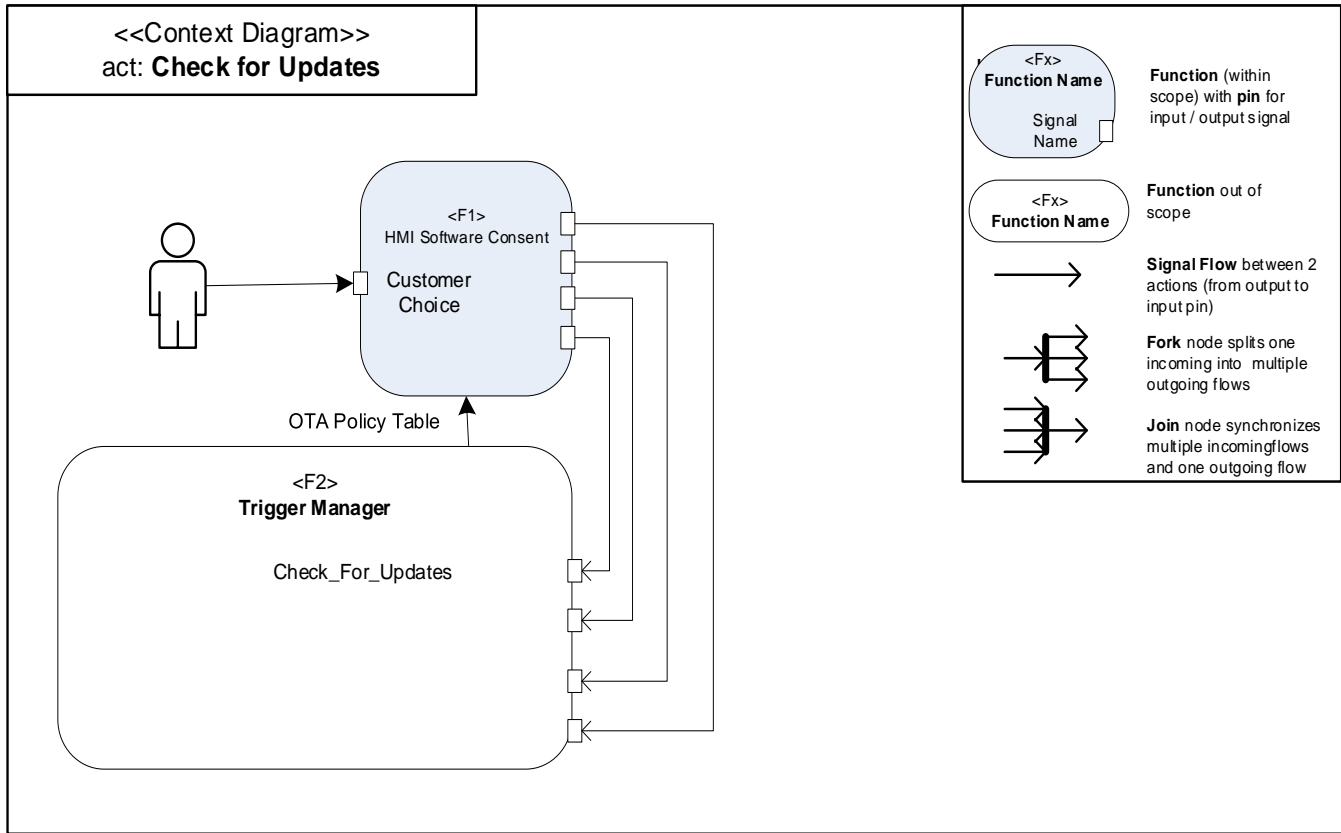 <<Context Diagram>>
act: Check for Updates
<F1>
HMI Software Consent
Customer
Choice
OTA Policy Table
<F2>
Trigger Manager
Check_For_Updates
<Fx>
Function Name
Signal
Name
Function (within
scope) with pin for
input / output signal
<Fx>
Function Name
Function out of
scope
Signal Flow between 2
actions (from output to
input pin)
Fork node splits one
incoming into multiple
outgoing flows
Join node synchronizes
multiple incomingflows
and one outgoing flow